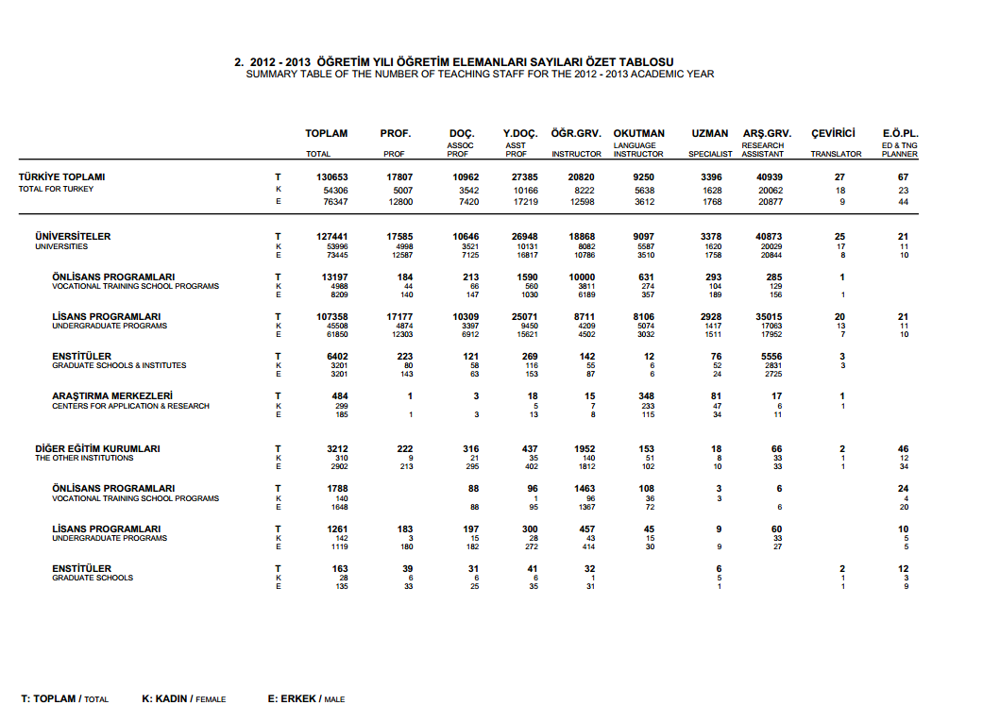 2. 2012 - 2013 ÖĞRETİM YILI ÖĞRETİM ELEMANLARI SAYILARI ÖZET TABLOSU
SUMMARY TABLE OF THE NUMBER OF TEACHING STAFF FOR THE 2012 - 2013 ACADEMIC YEAR
TOPLAM PROF. DOÇ. Y.DOÇ. ÖĞR.GRV. OKUTMAN UZMAN ARŞ.GRV. ÇEVİRİCİ E.Ö.PL.
ASSOC ASST LANGUAGE RESEARCH ED & TNG
TOTAL PROF PROF PROF INSTRUCTOR INSTRUCTOR SPECIALIST ASSISTANT TRANSLATOR PLANNER
TÜRKİYE TOPLAMI T 130653 17807 10962 27385 20820 9250 3396 40939 27 67
TOTAL FOR TURKEY K 54306 5007 3542 10166 8222 5638 1628 20062 18 23
E 76347 12800 7420 17219 12598 3612 1768 20877 9 44
ÜNİVERSİTELER T 127441 17585 10646 26948 18868 9097 3378 40873 25 21
UNIVERSITIES K 53996 4998 3521 10131 8082 5587 1620 20029 17 11
E 73445 12587 7125 16817 10786 3510 1758 20844 8 10
ÖNLİSANS PROGRAMLARI T 13197 184 213 1590 10000 631 293 285 1
VOCATIONAL TRAINING SCHOOL PROGRAMS K 4988 44 66 560 3811 274 104 129
E 8209 140 147 1030 6189 357 189 156 1
LİSANS PROGRAMLARI T 107358 17177 10309 25071 8711 8106 2928 35015 20 21
UNDERGRADUATE PROGRAMS K 45508 4874 3397 9450 4209 5074 1417 17063 13 11
E 61850 12303 6912 15621 4502 3032 1511 17952 7 10
ENSTİTÜLER T 6402 223 121 269 142 12 76 5556 3
GRADUATE SCHOOLS & INSTITUTES K 3201 80 58 116 55 6 52 2831 3
E 3201 143 63 153 87 6 24 2725
ARAŞTIRMA MERKEZLERİ T 484 1 3 18 15 348 81 17 1
CENTERS FOR APPLICATION & RESEARCH K 299 5 7 233 47 6 1
E 185 1 3 13 8 115 34 11
DİĞER EĞİTİM KURUMLARI T 3212 222 316 437 1952 153 18 66 2 46
THE OTHER INSTITUTIONS K 310 9 21 35 140 51 8 33 1 12
E 2902 213 295 402 1812 102 10 33 1 34
ÖNLİSANS PROGRAMLARI T 1788 88 96 1463 108 3 6 24
VOCATIONAL TRAINING SCHOOL PROGRAMS K 140 1 96 36 3 4
E 1648 88 95 1367 72 6 20
LİSANS PROGRAMLARI T 1261 183 197 300 457 45 9 60 10
UNDERGRADUATE PROGRAMS K 142 3 15 28 43 15 33 5
E 1119 180 182 272 414 30 9 27 5
ENSTİTÜLER T 163 39 31 41 32 6 2 12
GRADUATE SCHOOLS K 28 6 6 6 1 5 1 3
E 135 33 25 35 31 1 1 9
T: TOPLAM / TOTAL K: KADIN / FEMALE E: ERKEK / MALE